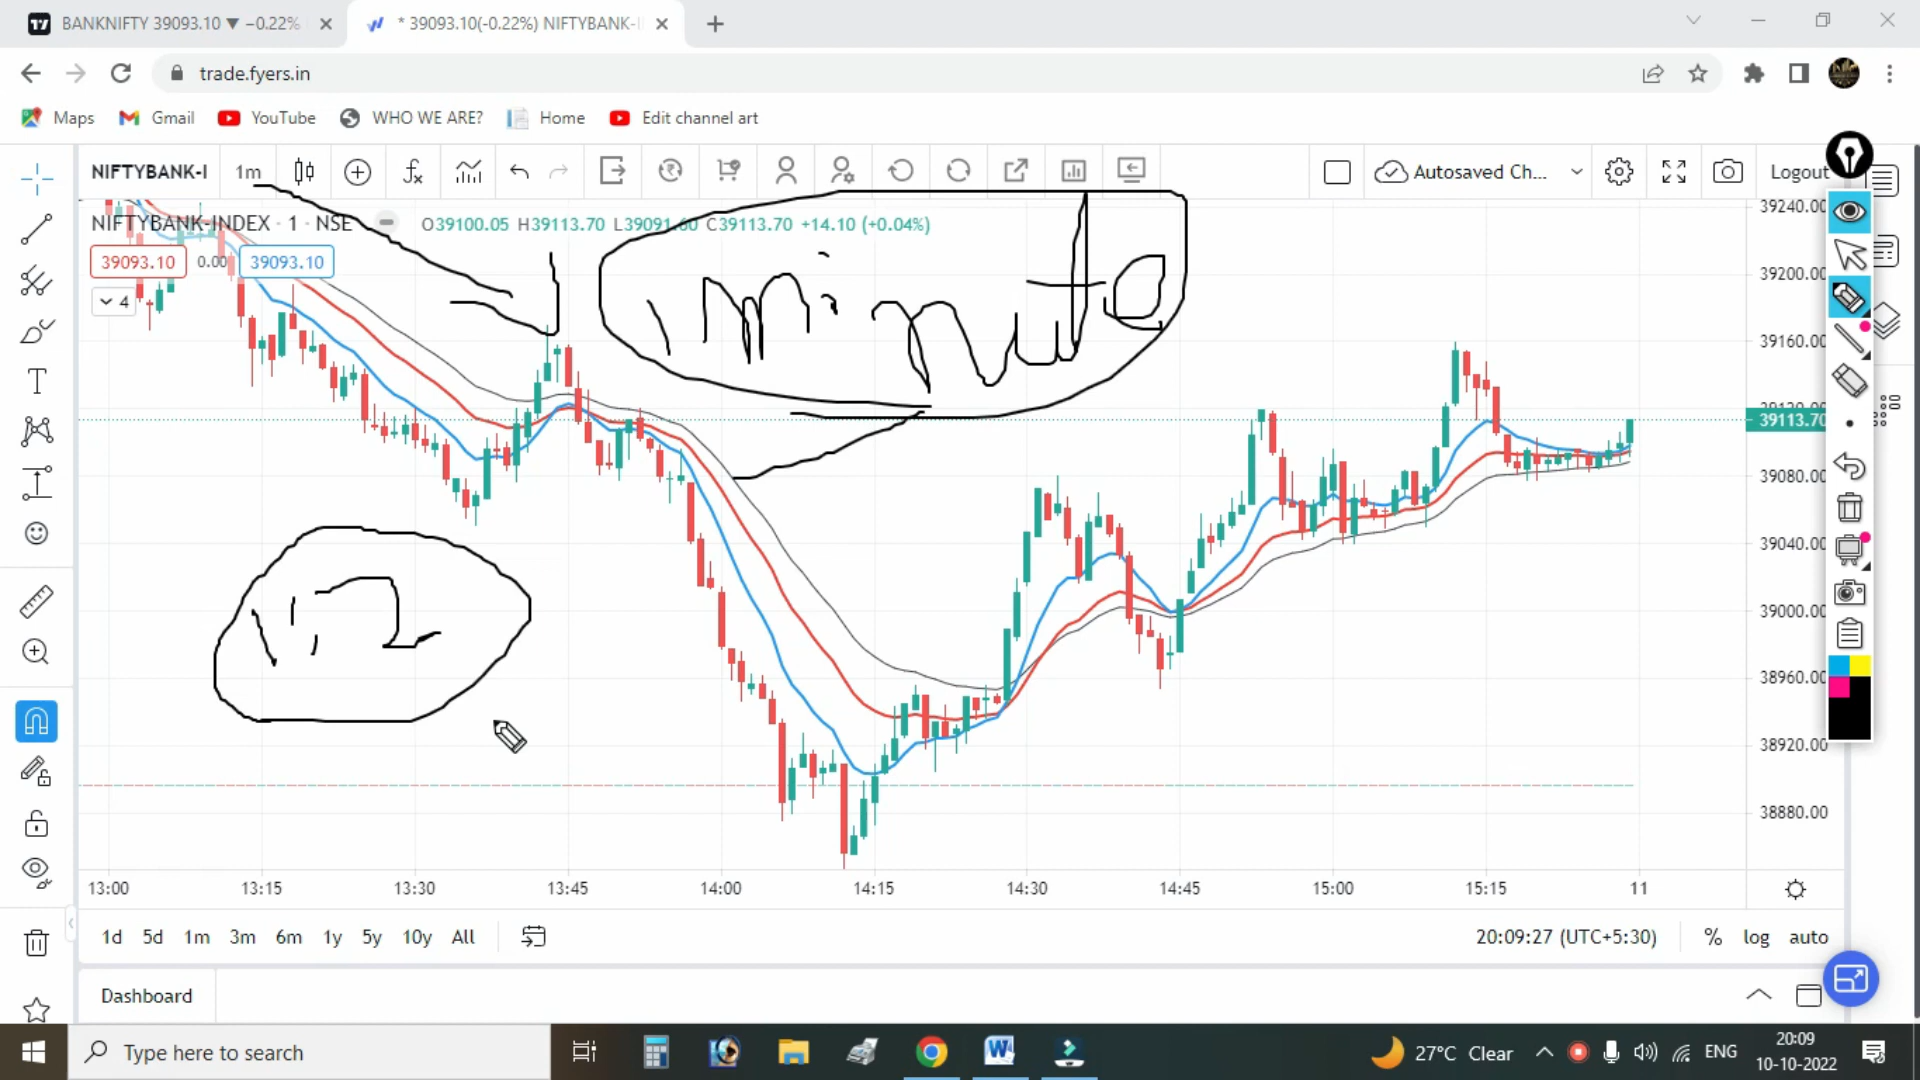 BANKNIFTY 39093.10 ▼ −0.22%
* 39093.10(-0.22%) NIFTYBANK-I
trade.fyers.in
Maps
Gmail
YouTube
WHO WE ARE?
Home
Edit channel art
NIFTYBANK-I
1m
Autosaved Ch...
Logout
NIFTYBANK-INDEX · 1 · NSE
O39100.05 H39113.70 L39091.60 C39113.70 +14.10 (+0.04%)
39093.10
0.00
39093.10
4
1 minute
1:2
39240.00
39200.00
39160.00
39120.00
39113.70
39080.00
39040.00
39000.00
38960.00
38920.00
38880.00
13:00
13:15
13:30
13:45
14:00
14:15
14:30
14:45
15:00
15:15
11
1d 5d 1m 3m 6m 1y 5y 10y All
20:09:27 (UTC+5:30)
% log auto
Dashboard
Type here to search
27°C Clear
ENG
20:09
10-10-2022